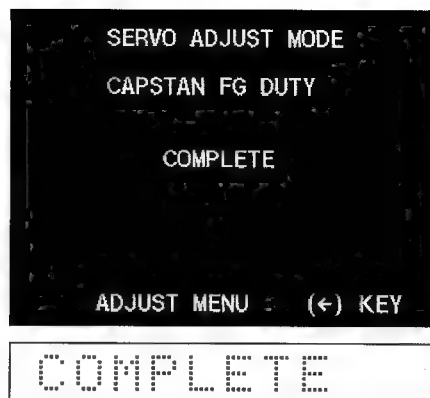 SERVO ADJUST MODE
CAPSTAN FG DUTY
COMPLETE
ADJUST MENU : (←) KEY
COMPLETE